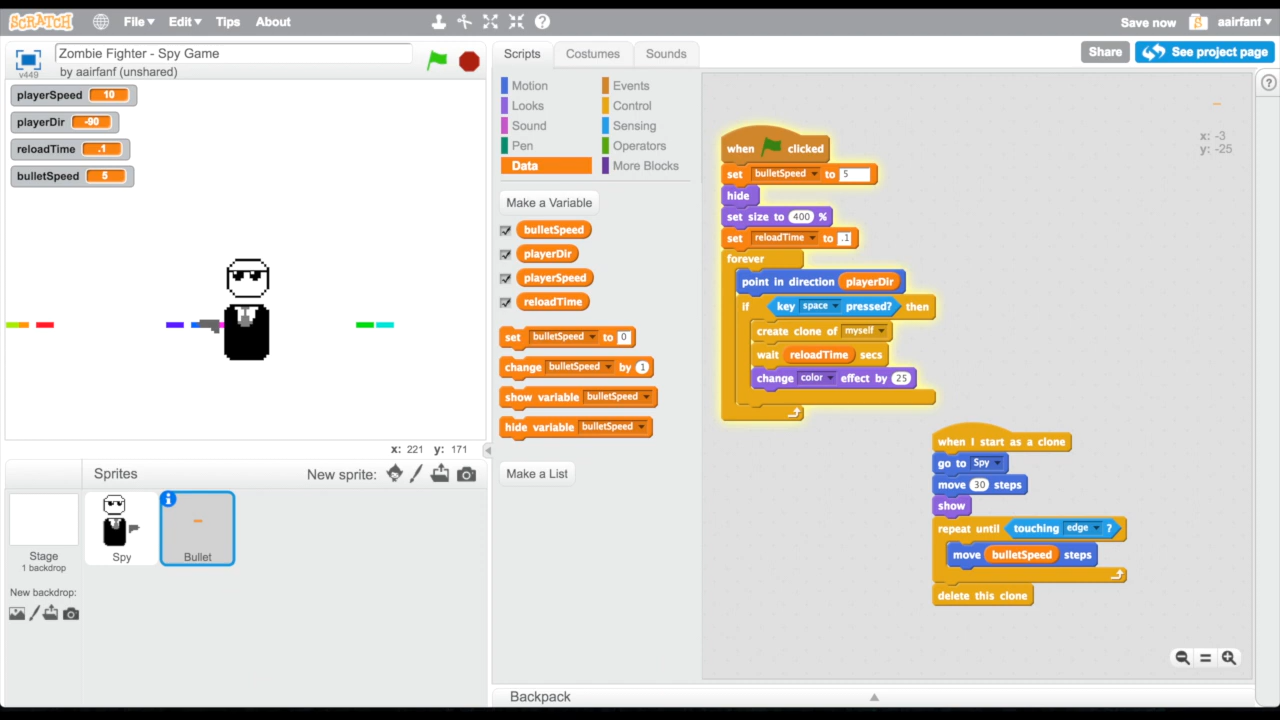 SCRATCH File▼ Edit▼ Tips About Save now aairfanf ▼
v449 Zombie Fighter - Spy Game
by aairfanf (unshared)
Scripts Costumes Sounds Share See project page
playerSpeed 10
playerDir -90
reloadTime .1
bulletSpeed 5
x: 221 y: 171
Sprites New sprite:
Stage
1 backdrop
New backdrop:
Spy
Bullet
Motion Events
Looks Control
Sound Sensing
Pen Operators
Data More Blocks
Make a Variable
bulletSpeed
playerDir
playerSpeed
reloadTime
set bulletSpeed to 0
change bulletSpeed by 1
show variable bulletSpeed
hide variable bulletSpeed
Make a List
x: -3
y: -25
when clicked
set bulletSpeed to 5
hide
set size to 400 %
set reloadTime to .1
forever
point in direction playerDir
if key space pressed? then
create clone of myself
wait reloadTime secs
change color effect by 25
when I start as a clone
go to Spy
move 30 steps
show
repeat until touching edge ?
move bulletSpeed steps
delete this clone
Backpack